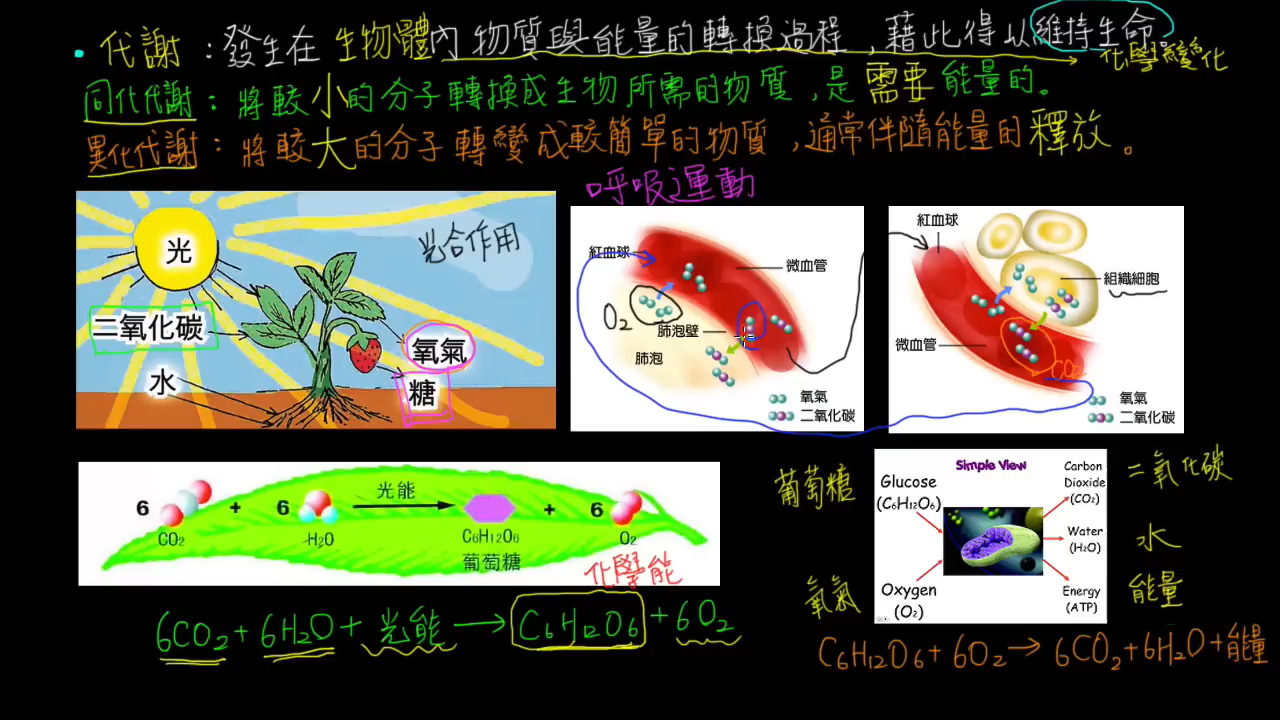 • 代謝：發生在生物體內物質與能量的轉換過程，藉此得以維持生命
化學變化
同化代謝：將較小的分子轉換成生物所需的物質，是需要能量的。
異化代謝：將較大的分子轉變成較簡單的物質，通常伴隨能量的釋放。
呼吸運動
光
光合作用
二氧化碳
水
氧氣
糖
紅血球
微血管
O2
肺泡壁
肺泡
氧氣
二氧化碳
紅血球
組織細胞
微血管
CO2
氧氣
二氧化碳
6 CO2 + 6 H2O 光能 C6H12O6 + 6 O2
葡萄糖
化學能
6CO2 + 6H2O + 光能 → C6H12O6 + 6O2
Simple View
葡萄糖
Glucose
(C6H12O6)
氧氣
Oxygen
(O2)
Carbon
Dioxide
(CO2)
二氧化碳
Water
(H2O)
水
Energy
(ATP)
能量
C6H12O6 + 6O2 → 6CO2 + 6H2O + 能量